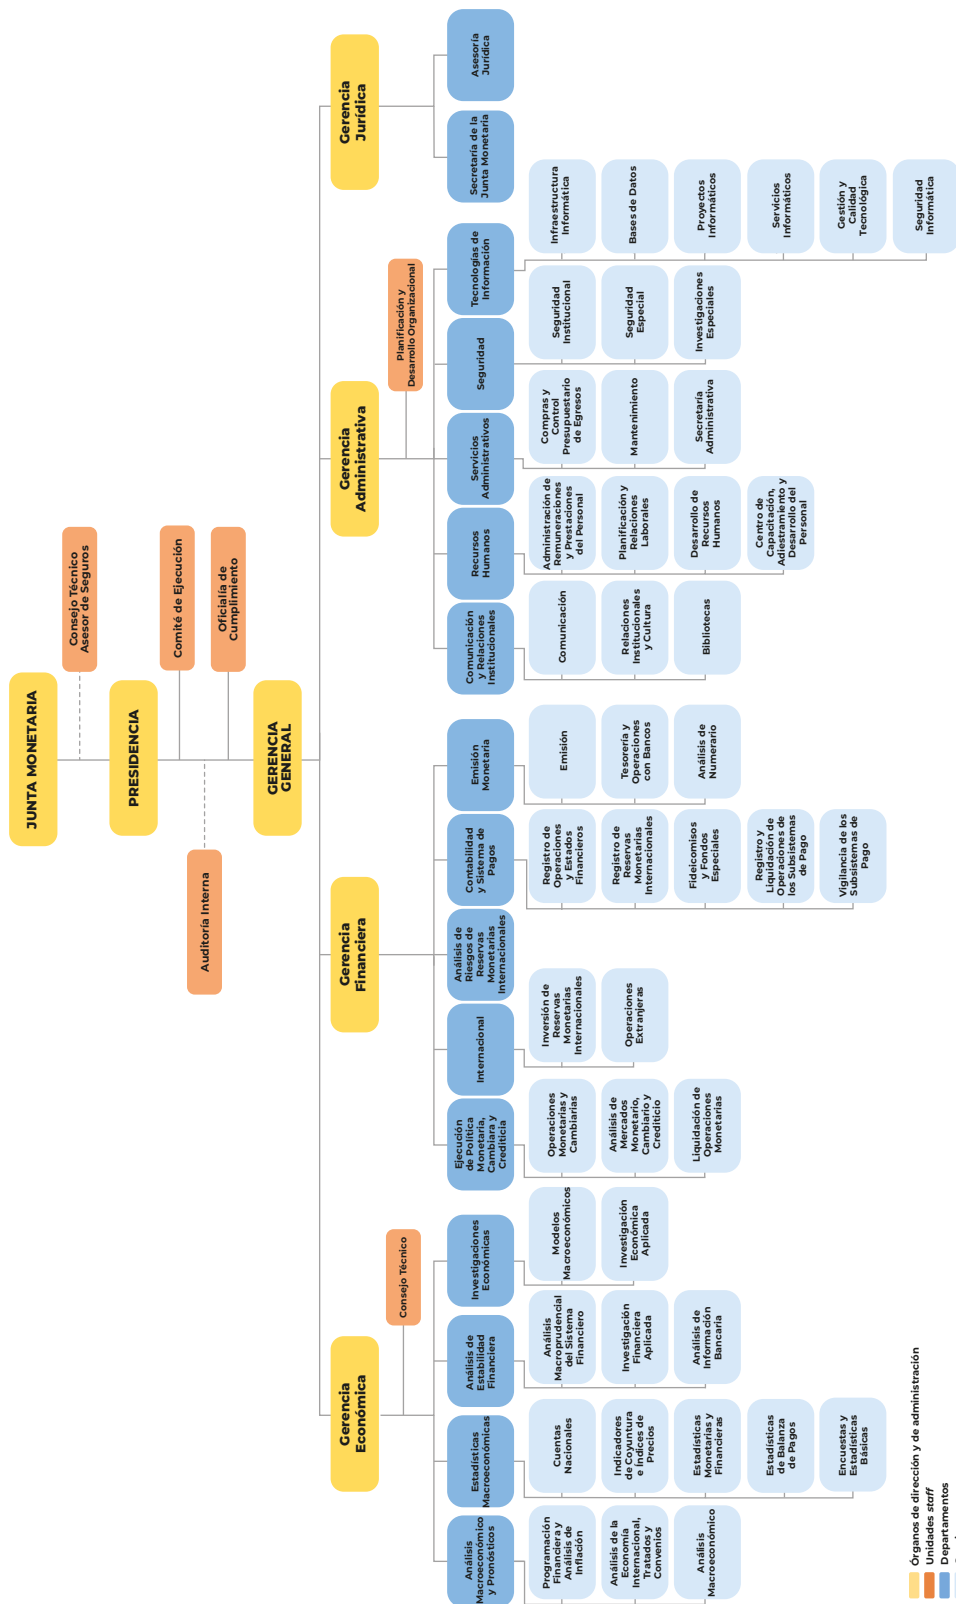 JUNTA MONETARIA
Consejo Técnico
Asesor de Seguros
PRESIDENCIA
Comité de Ejecución
Oficialía de
Cumplimiento
Auditoría Interna
GERENCIA
GENERAL
Gerencia
Económica
Gerencia
Financiera
Gerencia
Administrativa
Gerencia
Jurídica
Consejo Técnico
Planificación y
Desarrollo Organizacional
Análisis
Macroeconómico
y Pronósticos
Estadísticas
Macroeconómicas
Análisis de
Estabilidad
Financiera
Investigaciones
Económicas
Ejecución
de Política
Monetaria,
Cambiara y
Crediticia
Internacional
Análisis de
Riesgos de
Reservas
Monetarias
Internacionales
Contabilidad
y Sistema de
Pagos
Emisión
Monetaria
Comunicación
y Relaciones
Institucionales
Recursos
Humanos
Servicios
Administrativos
Seguridad
Tecnologías de
Información
Secretaría de la
Junta Monetaria
Asesoría
Jurídica
Programación
Financiera y
Análisis de
Inflación
Análisis de la
Economía
Internacional,
Tratados y
Convenios
Análisis
Macroeconómico
Cuentas
Nacionales
Indicadores
de Coyuntura
e Índices de
Precios
Estadísticas
Monetarias y
Financieras
Estadísticas
de Balanza
de Pagos
Encuestas y
Estadísticas
Básicas
Análisis
Macroprudencial
del Sistema
Financiero
Investigación
Financiera
Aplicada
Análisis de
Información
Bancaria
Modelos
Macroeconómicos
Investigación
Económica
Aplicada
Operaciones
Monetarias y
Cambiarias
Análisis de
Mercados
Monetario,
Cambiario y
Crediticio
Liquidación de
Operaciones
Monetarias
Inversión de
Reservas
Monetarias
Internacionales
Operaciones
Extranjeras
Registro de
Operaciones
y Estados
Financieros
Registro de
Reservas
Monetarias
Internacionales
Fideicomisos
y Fondos
Especiales
Registro y
Liquidación de
Operaciones de
los Subsistemas
de Pago
Vigilancia de los
Subsistemas de
Pago
Emisión
Tesorería y
Operaciones
con Bancos
Análisis de
Numerario
Comunicación
Relaciones
Institucionales
y Cultura
Bibliotecas
Administración de
Remuneraciones
y Prestaciones
del Personal
Planificación y
Relaciones
Laborales
Desarrollo de
Recursos
Humanos
Centro de
Capacitación,
Adiestramiento y
Desarrollo del
Personal
Compras y
Control
Presupuestario
de Egresos
Mantenimiento
Secretaría
Administrativa
Seguridad
Institucional
Seguridad
Especial
Investigaciones
Especiales
Infraestructura
Informática
Bases de Datos
Proyectos
Informáticos
Servicios
Informáticos
Gestión y
Calidad
Tecnológica
Seguridad
Informática
Órganos de dirección y de administración
Unidades staff
Departamentos